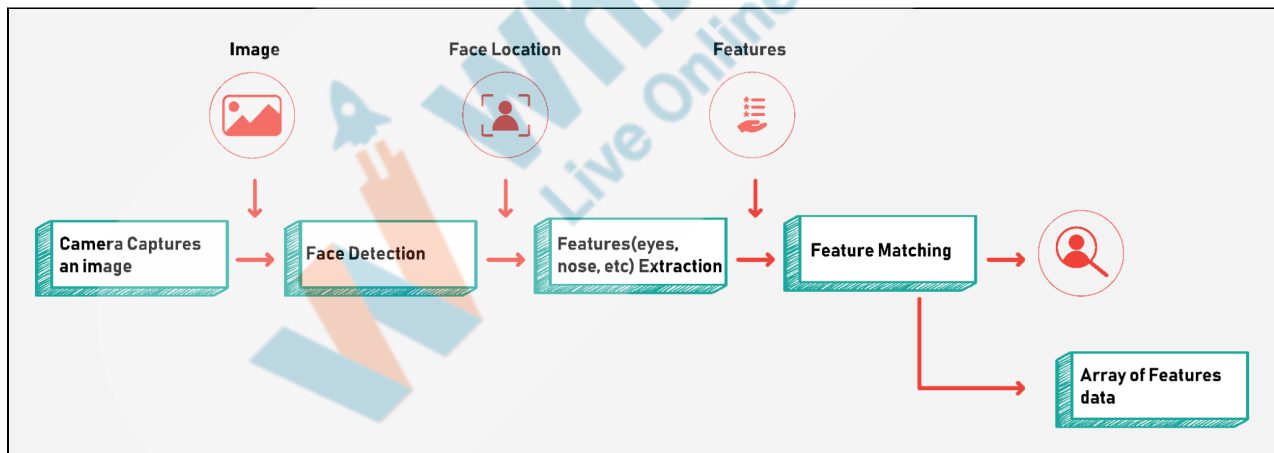 Image
Face Location
Features
Camera Captures
an image
Face Detection
Features(eyes,
nose, etc) Extraction
Feature Matching
Array of Features
data
Live Online